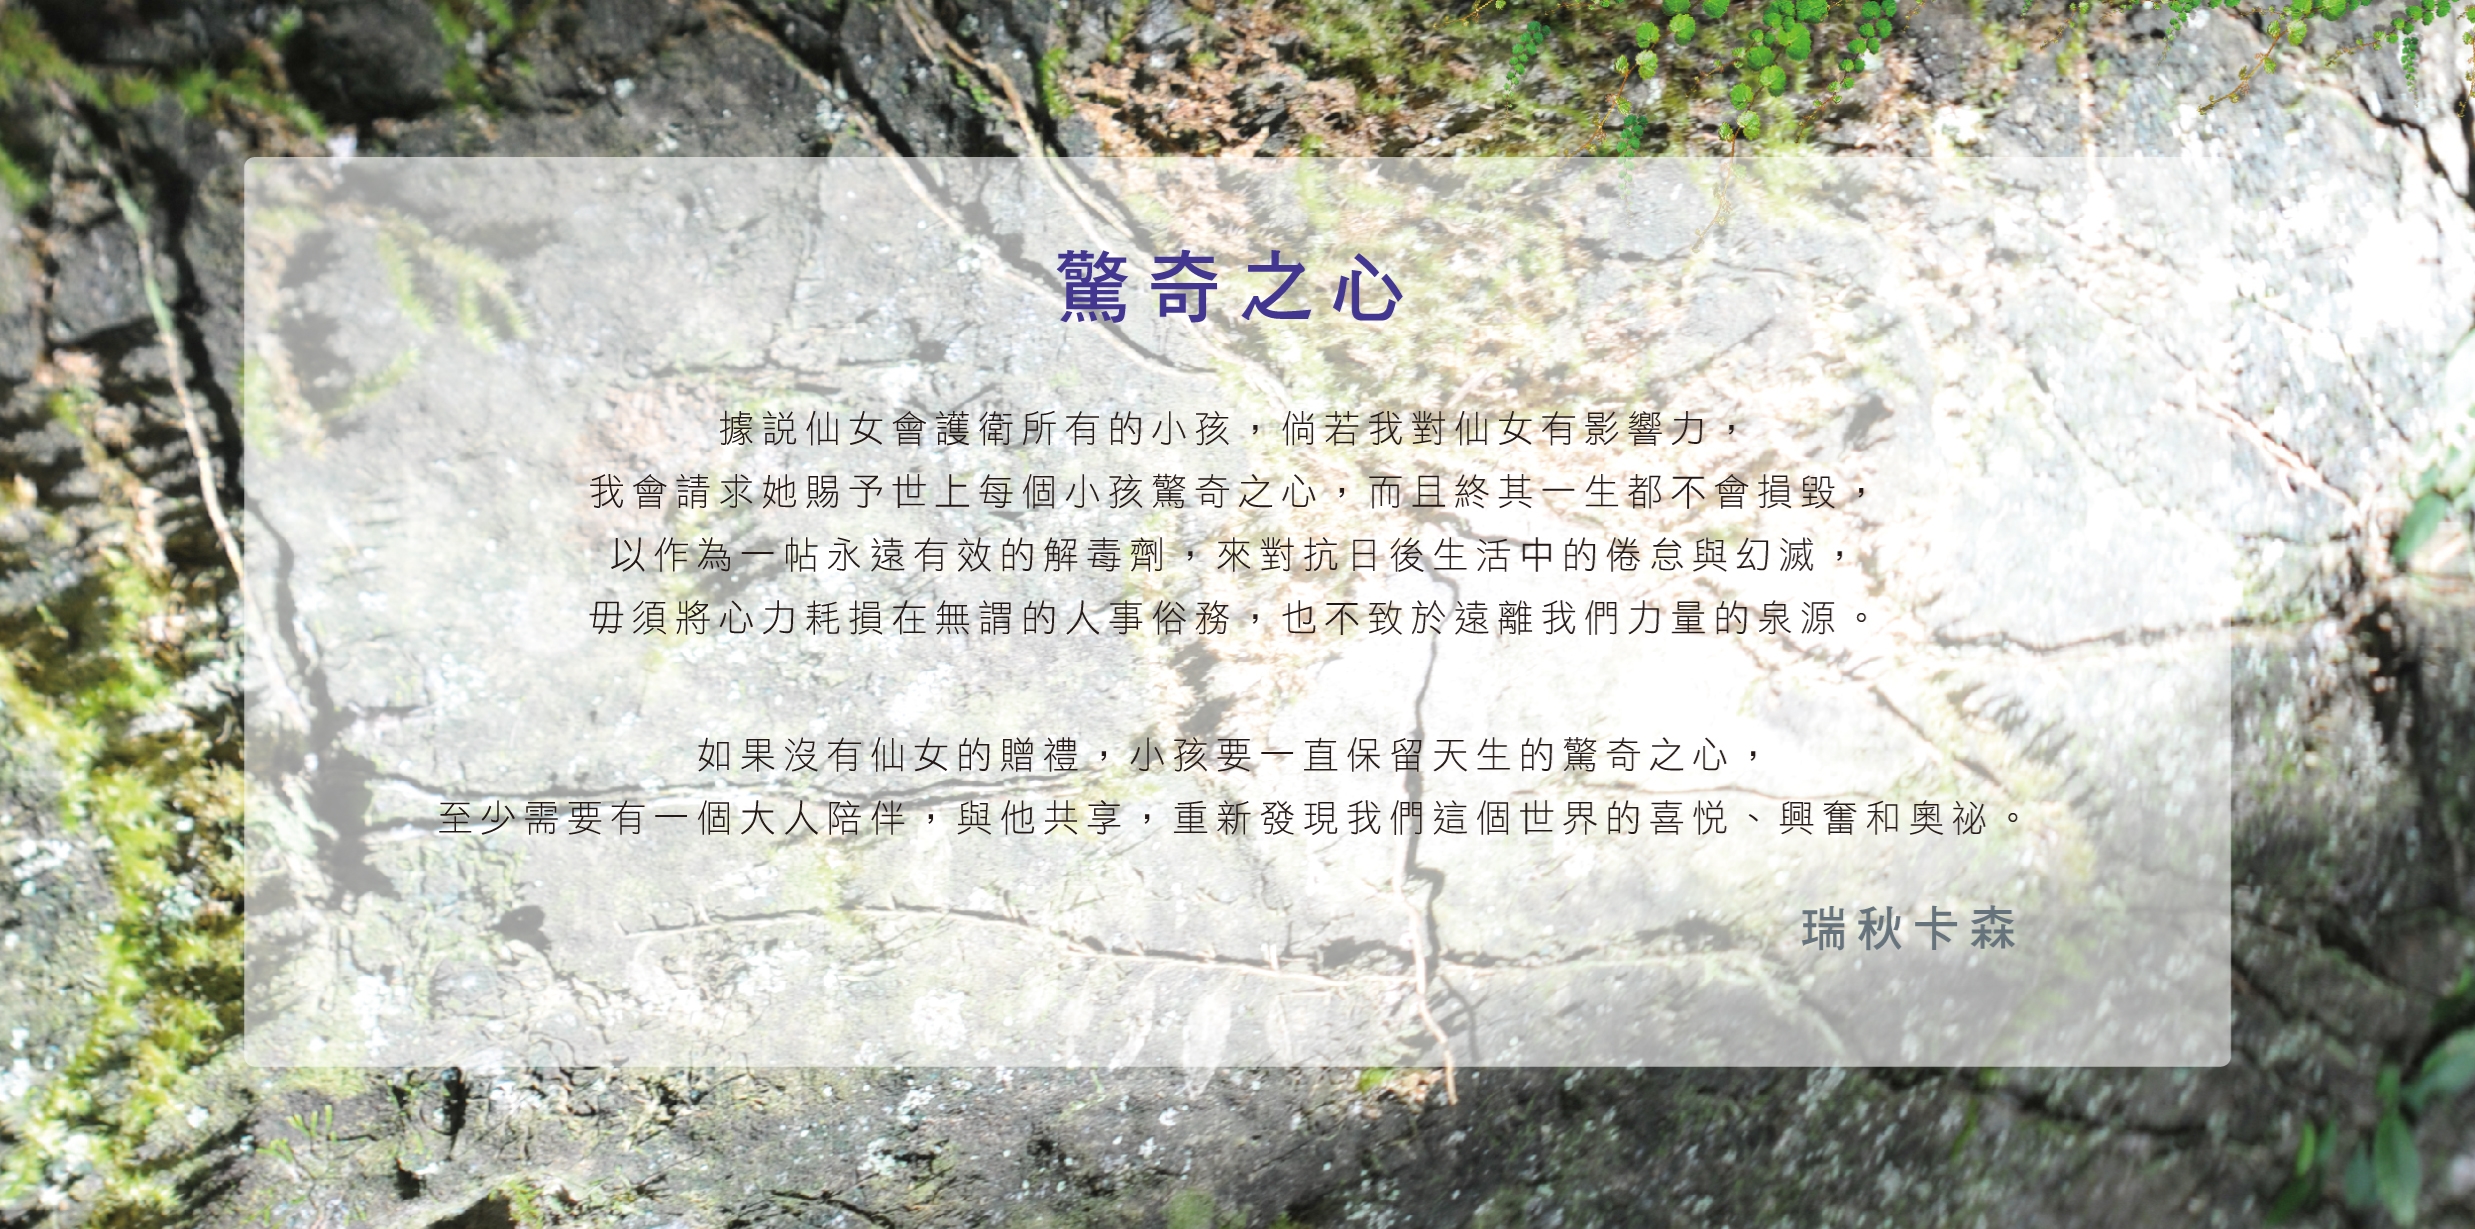 驚奇之心
據説仙女會護衛所有的小孩，倘若我對仙女有影響力，
我會請求她賜予世上每個小孩驚奇之心，而且終其一生都不會損毀，
以作為一帖永遠有效的解毒劑，來對抗日後生活中的倦怠與幻滅，
毋須將心力耗損在無謂的人事俗務，也不致於遠離我們力量的泉源。
如果沒有仙女的贈禮，小孩要一直保留天生的驚奇之心，
至少需要有一個大人陪伴，與他共享，重新發現我們這個世界的喜悦、興奮和奧祕。
瑞秋卡森